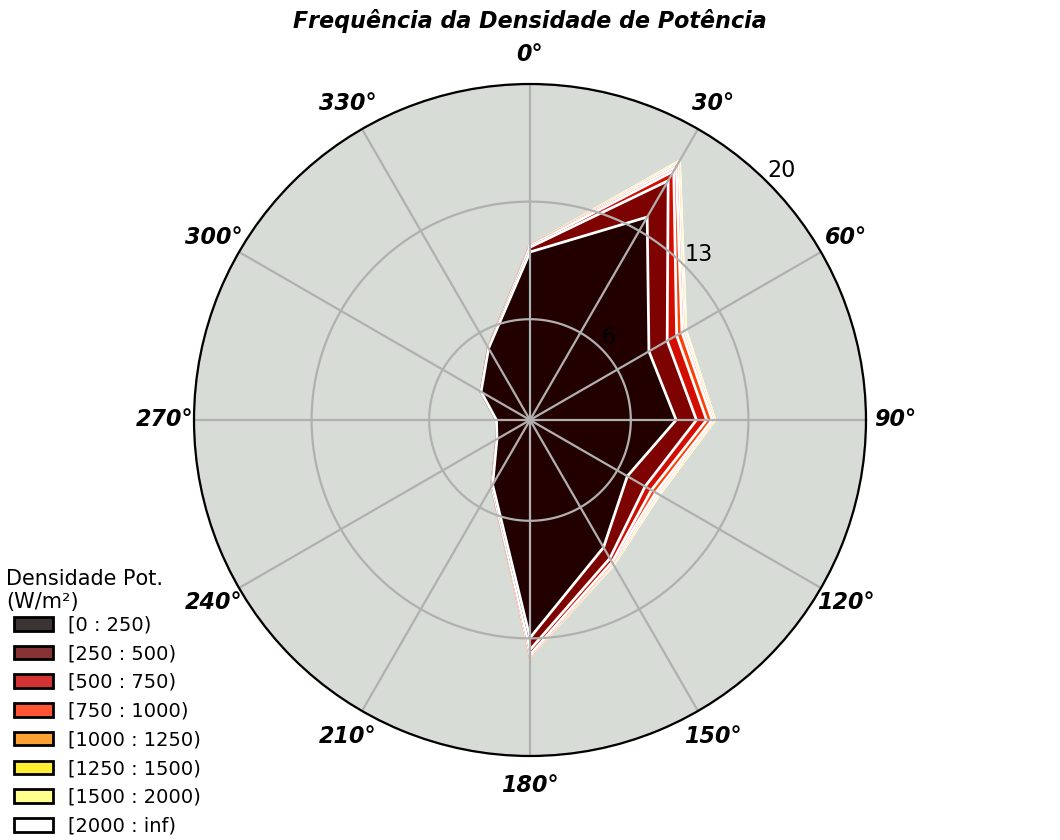 Frequência da Densidade de Potência
0°
330°
30°
20
300°
60°
13
6
270°
90°
240°
120°
210°
150°
180°
Densidade Pot.
(W/m²)
[0 : 250)
[250 : 500)
[500 : 750)
[750 : 1000)
[1000 : 1250)
[1250 : 1500)
[1500 : 2000)
[2000 : inf)